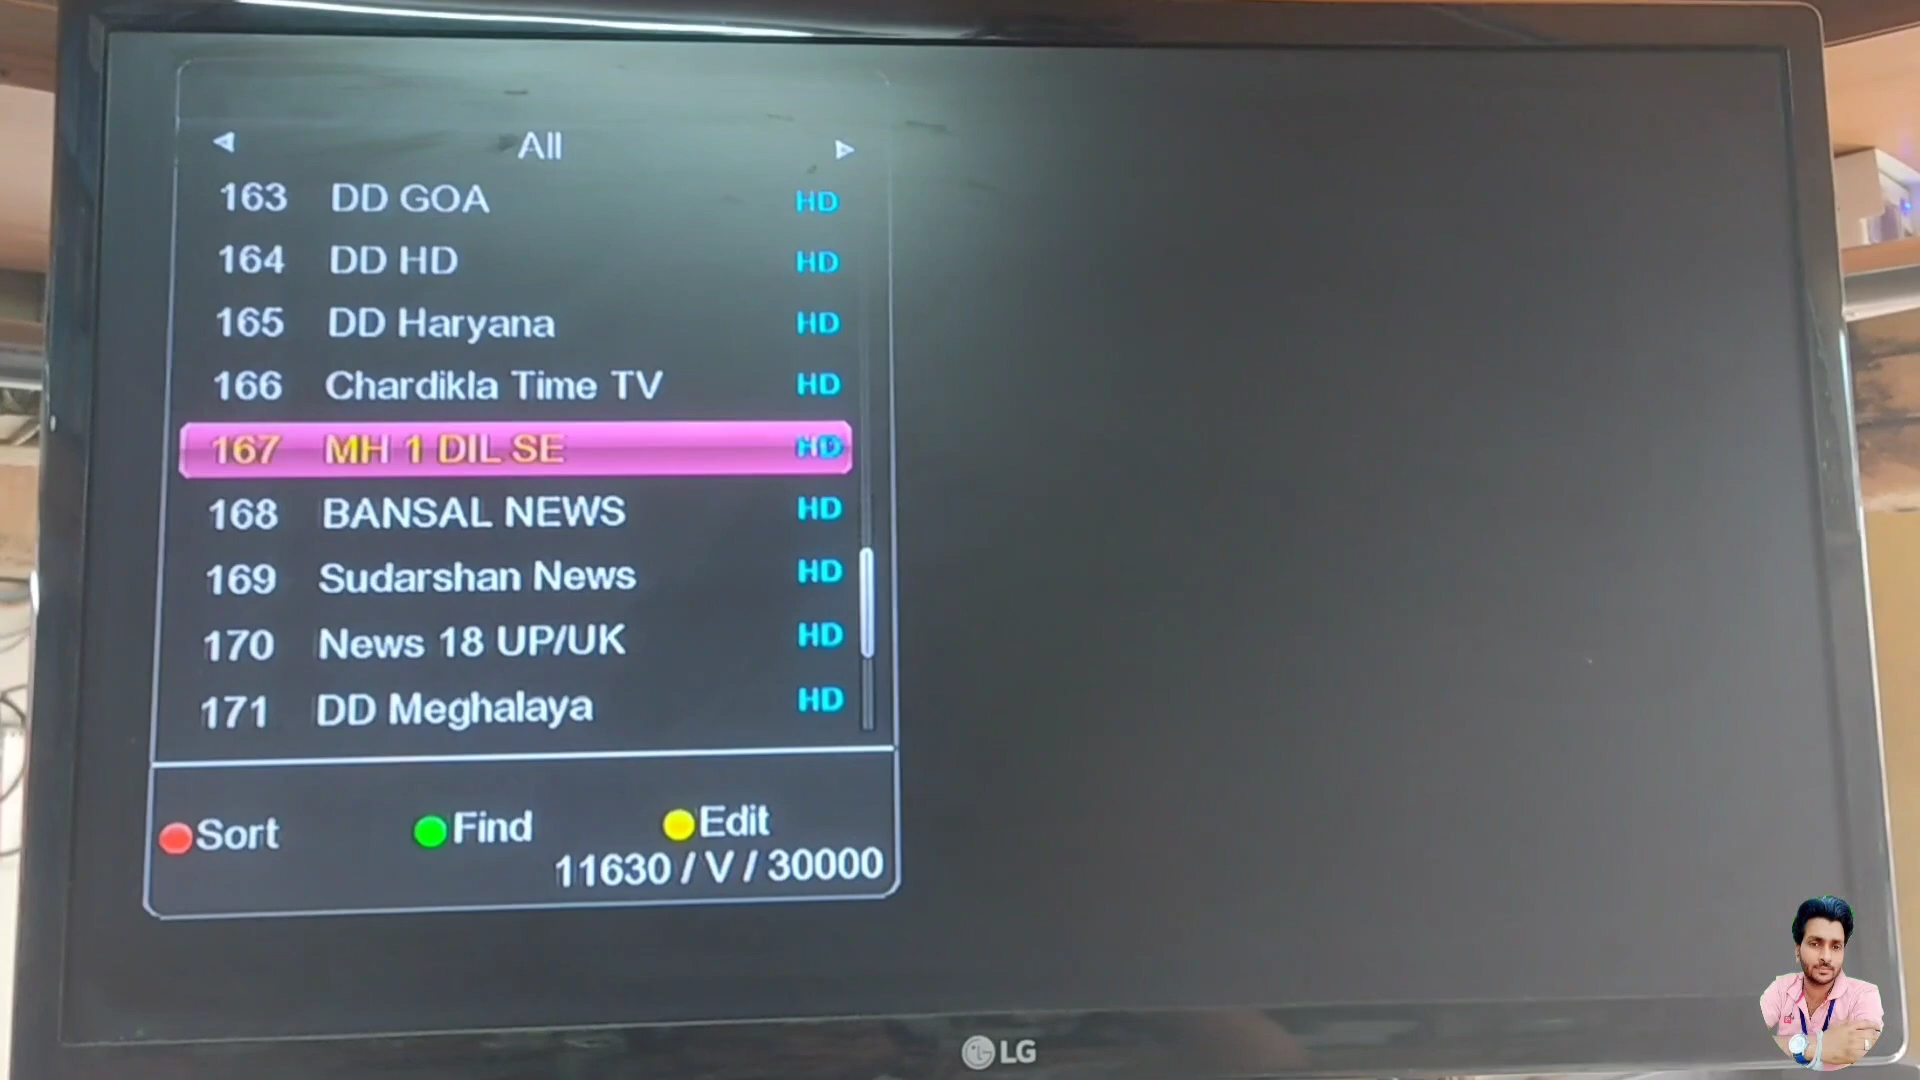 All
163 DD GOA HD
164 DD HD HD
165 DD Haryana HD
166 Chardikla Time TV HD
167 MH 1 DIL SE HD
168 BANSAL NEWS HD
169 Sudarshan News HD
170 News 18 UP/UK HD
171 DD Meghalaya HD
Sort Find Edit
11630 / V / 30000
LG